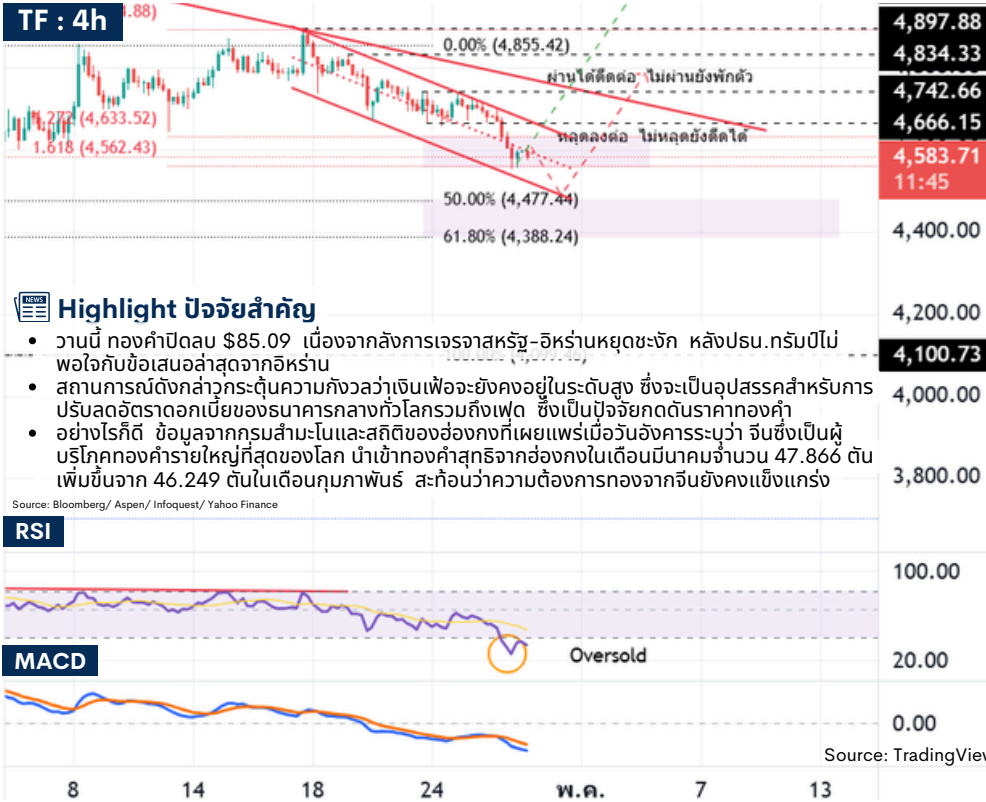 TF : 4h
4.88)
4,897.88
0.00% (4,855.42)
4,834.33
ผ่านได้ดีดต่อ ไม่ผ่านยังพักตัว
4,742.66
(4,633.52)
4,666.15
หลุดลงต่อ ไม่หลุดยังดีดได้
1.618 (4,562.43)
4,583.71
11:45
50.00% (4,477.44)
4,400.00
61.80% (4,388.24)
4,200.00
Highlight ปัจจัยสำคัญ
วานนี้ ทองคำปิดลบ $85.09 เนื่องจากลังการเจรจาสหรัฐ-อิหร่านหยุดชะงัก หลังปธน.ทรัมป์ไม่
พอใจกับข้อเสนอล่าสุดจากอิหร่าน
4,100.73
สถานการณ์ดังกล่าวกระตุ้นความกังวลว่าเงินเฟ้อจะยังคงอยู่ในระดับสูง ซึ่งจะเป็นอุปสรรคสำหรับการ
ปรับลดอัตราดอกเบี้ยของธนาคารกลางทั่วโลกรวมถึงเฟด ซึ่งเป็นปัจจัยกดดันราคาทองคำ
4,000.00
อย่างไรก็ดี ข้อมูลจากกรมสำมะโนและสถิติของฮ่องกงที่เผยแพร่เมื่อวันอังคารระบุว่า จีนซึ่งเป็นผู้
บริโภคทองคำรายใหญ่ที่สุดของโลก นำเข้าทองคำสุทธิจากฮ่องกงในเดือนมีนาคมจำนวน 47.866 ตัน
เพิ่มขึ้นจาก 46.249 ตันในเดือนกุมภาพันธ์ สะท้อนว่าความต้องการทองจากจีนยังคงแข็งแกร่ง
3,800.00
Source: Bloomberg/ Aspen/ Infoquest/ Yahoo Finance
RSI
100.00
Oversold
20.00
MACD
0.00
Source: TradingView
8 14 18 24 พ.ค. 7 13